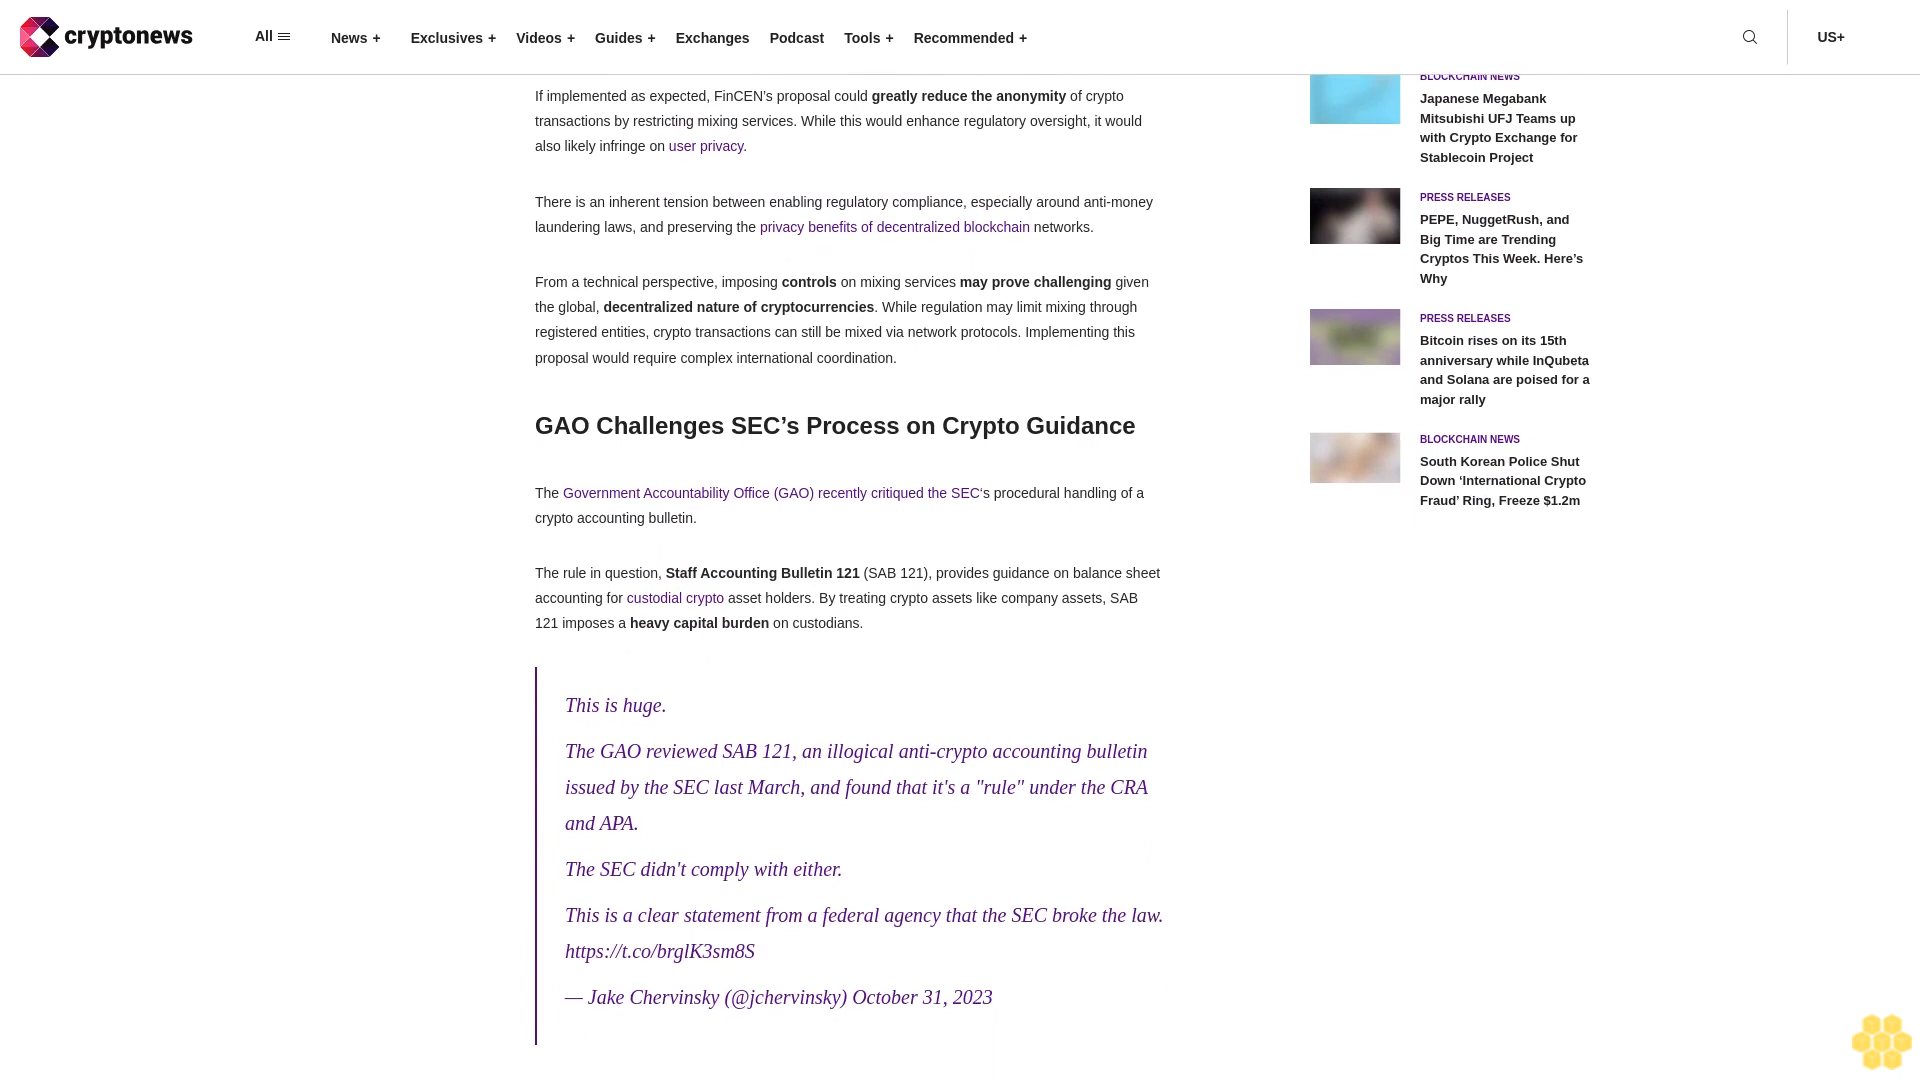 cryptonews
All
News +
Exclusives +
Videos +
Guides +
Exchanges
Podcast
Tools +
Recommended +
US+
If implemented as expected, FinCEN’s proposal could greatly reduce the anonymity of crypto
transactions by restricting mixing services. While this would enhance regulatory oversight, it would
also likely infringe on user privacy.
There is an inherent tension between enabling regulatory compliance, especially around anti-money
laundering laws, and preserving the privacy benefits of decentralized blockchain networks.
From a technical perspective, imposing controls on mixing services may prove challenging given
the global, decentralized nature of cryptocurrencies. While regulation may limit mixing through
registered entities, crypto transactions can still be mixed via network protocols. Implementing this
proposal would require complex international coordination.
GAO Challenges SEC’s Process on Crypto Guidance
The Government Accountability Office (GAO) recently critiqued the SEC‘s procedural handling of a
crypto accounting bulletin.
The rule in question, Staff Accounting Bulletin 121 (SAB 121), provides guidance on balance sheet
accounting for custodial crypto asset holders. By treating crypto assets like company assets, SAB
121 imposes a heavy capital burden on custodians.
This is huge.
The GAO reviewed SAB 121, an illogical anti-crypto accounting bulletin
issued by the SEC last March, and found that it's a "rule" under the CRA
and APA.
The SEC didn't comply with either.
This is a clear statement from a federal agency that the SEC broke the law.
https://t.co/brglK3sm8S
— Jake Chervinsky (@jchervinsky) October 31, 2023
BLOCKCHAIN NEWS
Japanese Megabank
Mitsubishi UFJ Teams up
with Crypto Exchange for
Stablecoin Project
PRESS RELEASES
PEPE, NuggetRush, and
Big Time are Trending
Cryptos This Week. Here’s
Why
PRESS RELEASES
Bitcoin rises on its 15th
anniversary while InQubeta
and Solana are poised for a
major rally
BLOCKCHAIN NEWS
South Korean Police Shut
Down ‘International Crypto
Fraud’ Ring, Freeze $1.2m